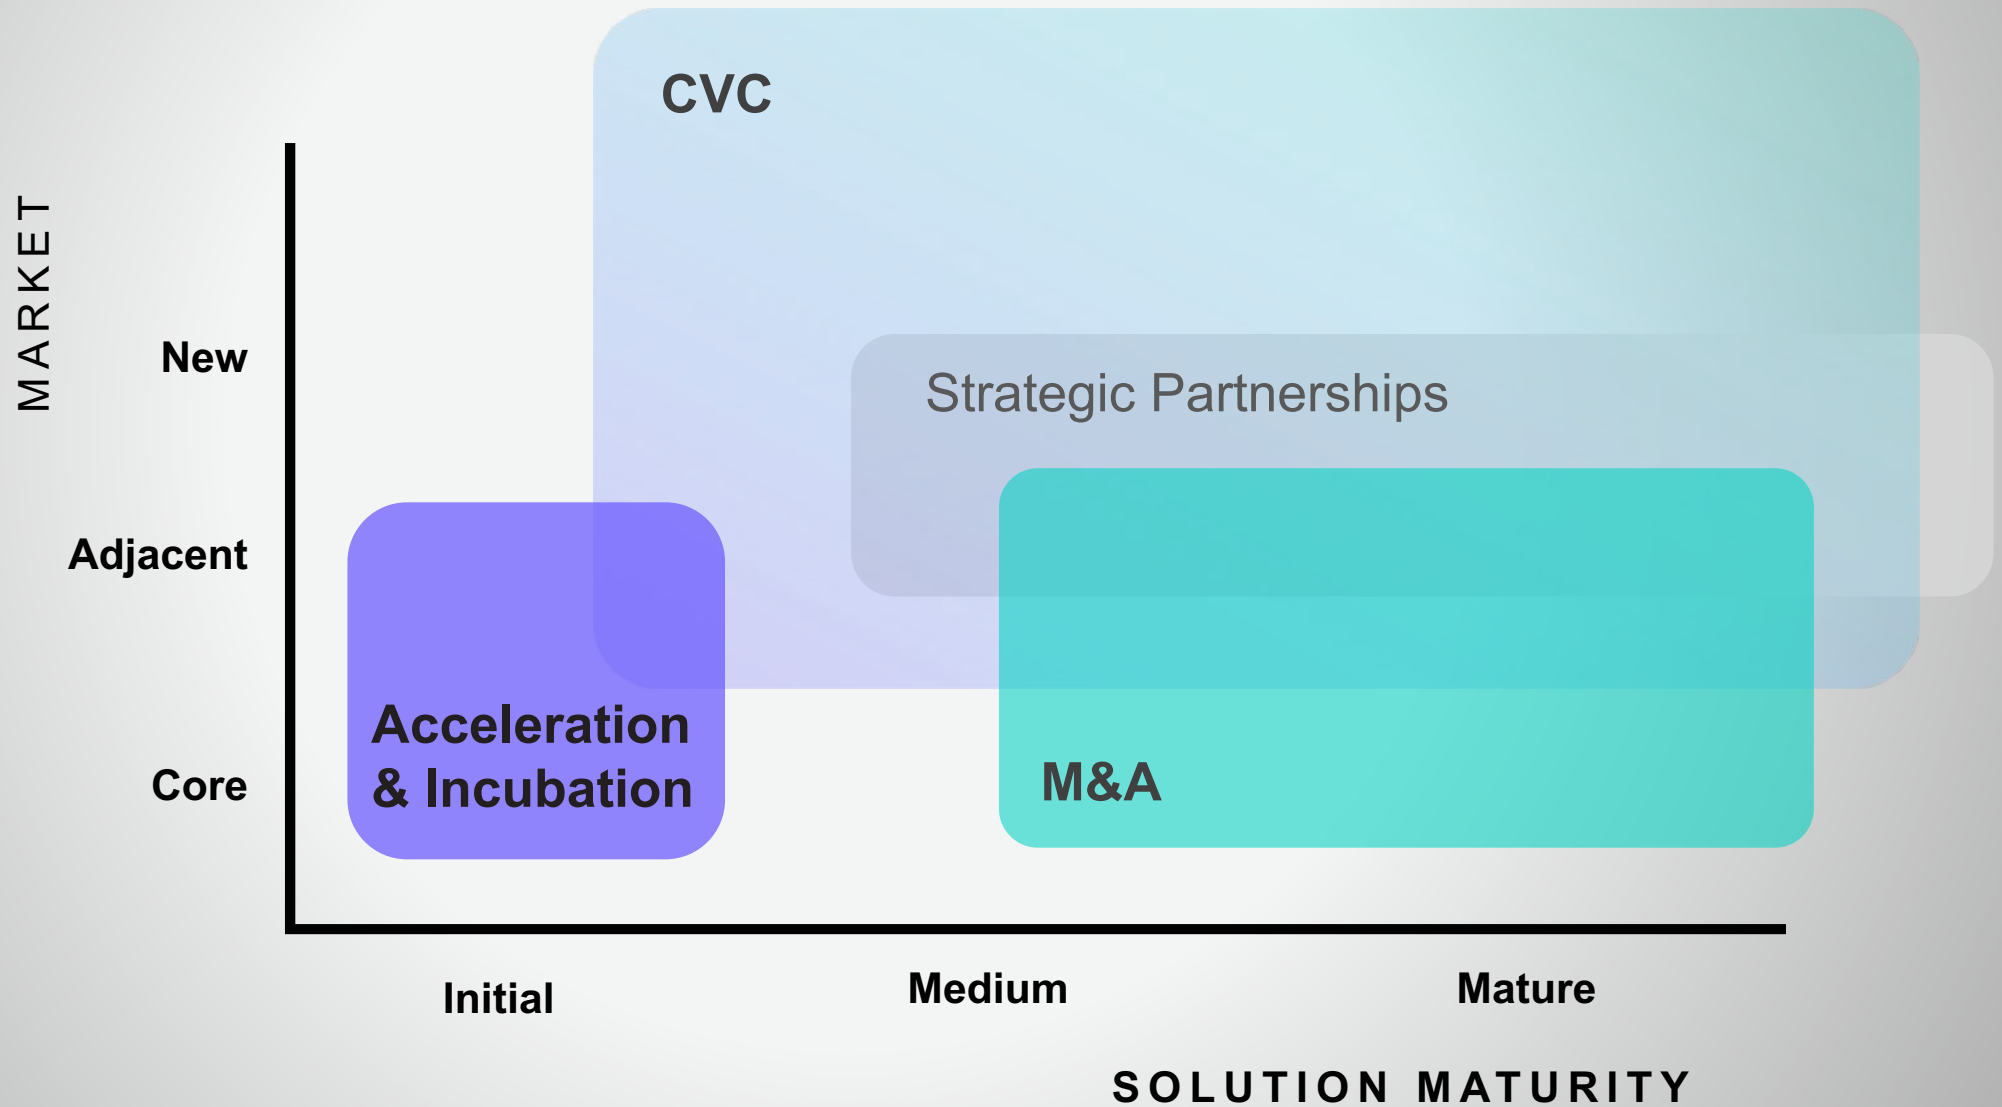 CVC
MARKET
New
Strategic Partnerships
Adjacent
Acceleration
& Incubation
Core
M&A
Initial
Medium
Mature
SOLUTION MATURITY